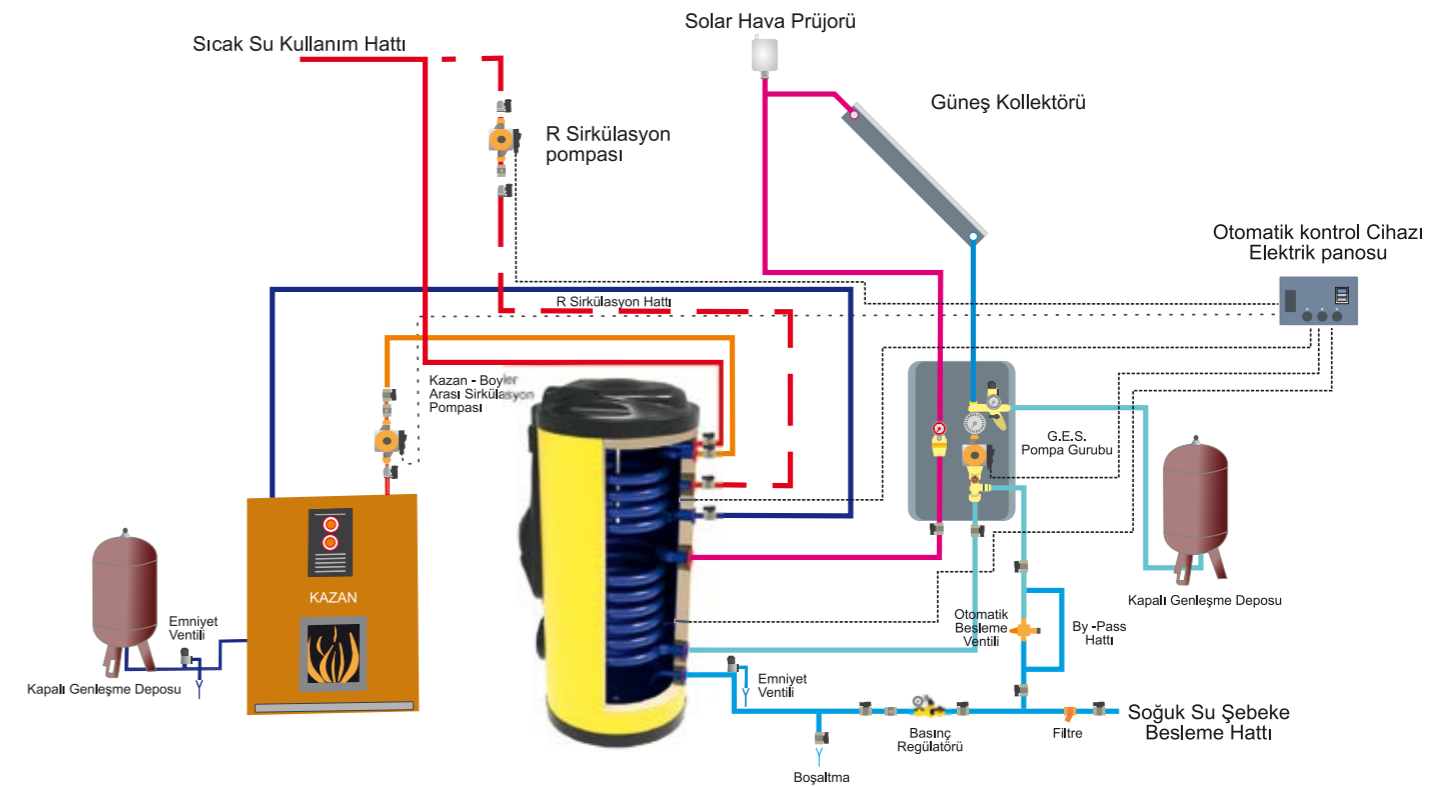 Solar Hava Prüjorü
Sıcak Su Kullanım Hattı
Güneş Kollektörü
R Sirkülasyon
pompası
Otomatik kontrol Cihazı
Elektrik panosu
R Sirkülasyon Hattı
Kazan - Boyler
Arası Sirkülasyon
Pompası
G.E.S.
Pompa Gurubu
KAZAN
Kapalı Genleşme Deposu
Emniyet
Ventili
Otomatik
Besleme
Ventili
By -Pass
Hattı
Kapalı Genleşme Deposu
Emniyet
Ventili
Soğuk Su Şebeke
Besleme Hattı
Basınç
Regülatörü
Filtre
Boşaltma